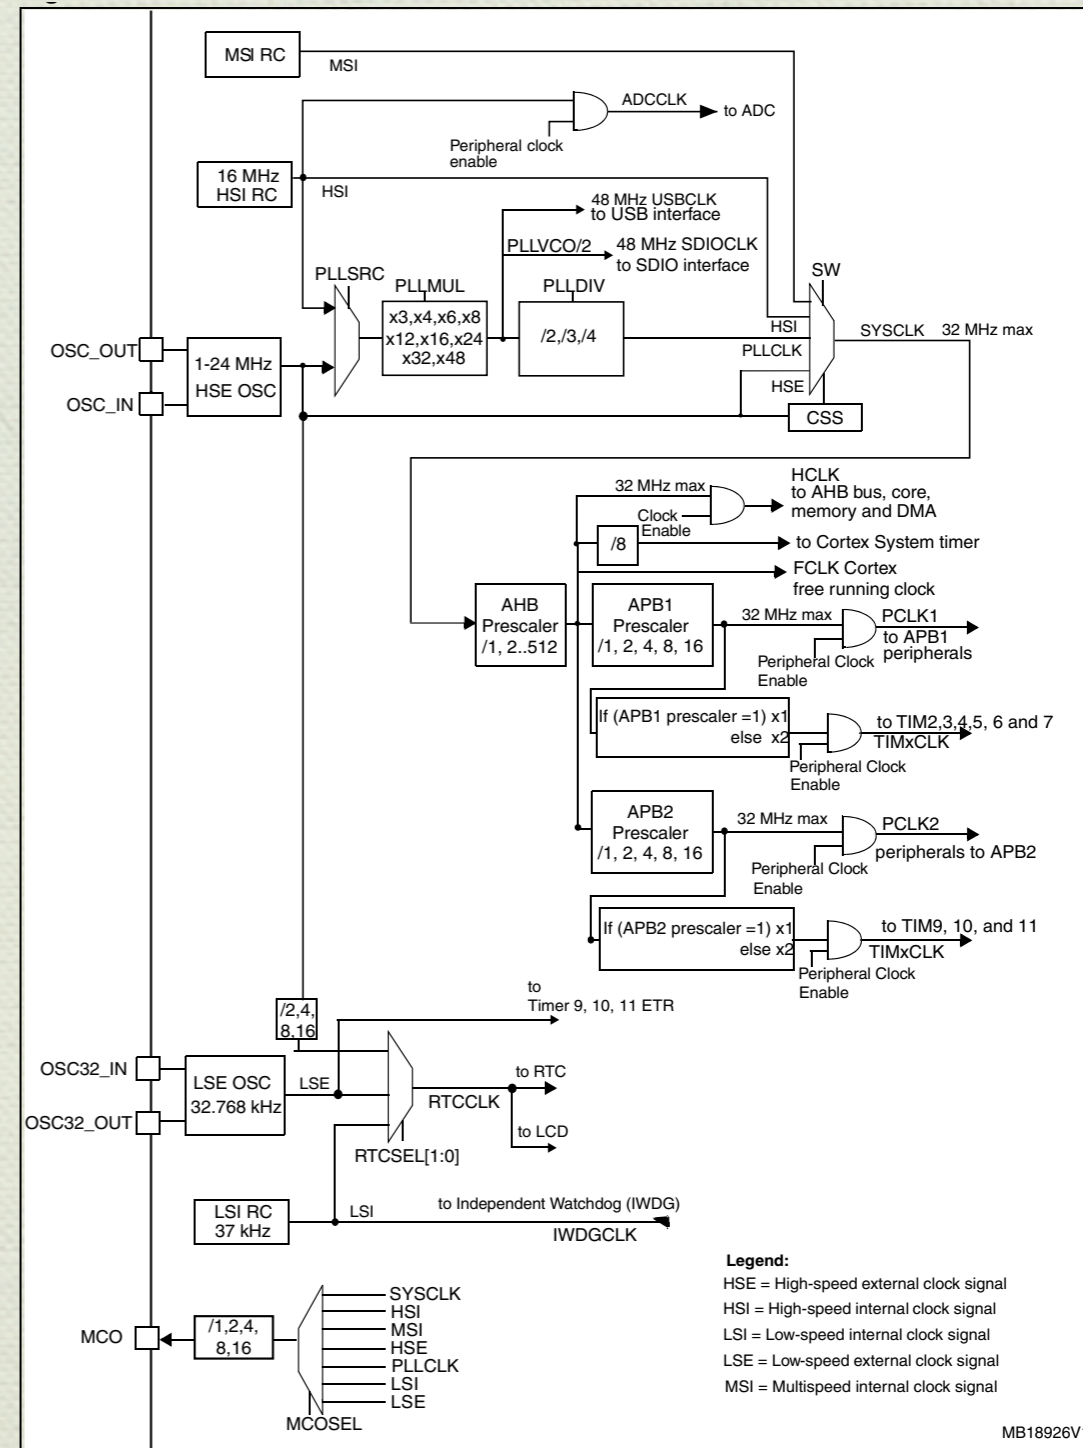 MSI RC
MSI
ADCCLK
to ADC
Peripheral clock
enable
16 MHz
HSI RC
HSI
48 MHz USBCLK
to USB interface
PLLVCO/2
48 MHz SDIOCLK
to SDIO interface
PLLSRC
PLLMUL
PLLDIV
SW
x3,x4,x6,x8
x12,x16,x24
x32,x48
/2,/3,/4
HSI
SYSCLK
32 MHz max
PLLCLK
HSE
CSS
OSC_OUT
OSC_IN
1-24 MHz
HSE OSC
32 MHz max
HCLK
to AHB bus, core,
memory and DMA
Clock
Enable
/8
to Cortex System timer
FCLK Cortex
free running clock
AHB
Prescaler
/1, 2..512
APB1
Prescaler
/1, 2, 4, 8, 16
32 MHz max
PCLK1
to APB1
peripherals
Peripheral Clock
Enable
If (APB1 prescaler =1) x1
else x2
to TIM2,3,4,5, 6 and 7
TIMxCLK
Peripheral Clock
Enable
APB2
Prescaler
/1, 2, 4, 8, 16
32 MHz max
PCLK2
peripherals to APB2
Peripheral Clock
Enable
If (APB2 prescaler =1) x1
else x2
to TIM9, 10, and 11
TIMxCLK
Peripheral Clock
Enable
to
Timer 9, 10, 11 ETR
/2,4,
8,16
OSC32_IN
OSC32_OUT
LSE OSC
32.768 kHz
LSE
to RTC
RTCCLK
to LCD
RTCSEL[1:0]
LSI RC
37 kHz
LSI
to Independent Watchdog (IWDG)
IWDGCLK
MCO
/1,2,4,
8,16
SYSCLK
HSI
MSI
HSE
PLLCLK
LSI
LSE
MCOSEL
Legend:
HSE = High-speed external clock signal
HSI = High-speed internal clock signal
LSI = Low-speed internal clock signal
LSE = Low-speed external clock signal
MSI = Multispeed internal clock signal